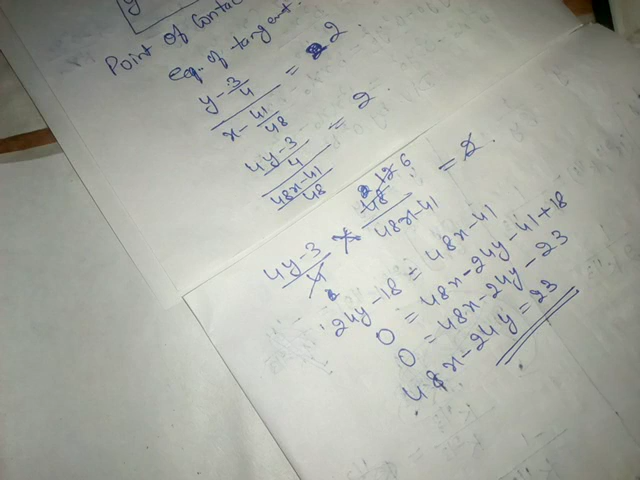 y
Point of Contac
eq. of tangent.
y - 3/4 / x - 41/48 = 2.
4y-3/4 / 48x-41/48 = 2.
4y-3/4 × 48 12 6/48x-41 = 2.
24y-18 = 48x-41
0 = 48x-24y-41+18
0 = 48x-24y-23
48x-24y = 23